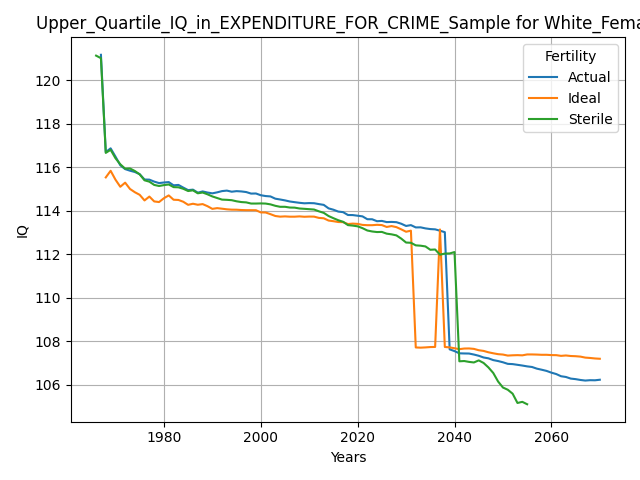 Upper_Quartile_IQ_in_EXPENDITURE_FOR_CRIME_Sample for White_Fema
Fertility
Actual
Ideal
Sterile
120
118
116
114
112
110
108
106
IQ
1980
2000
2020
2040
2060
Years